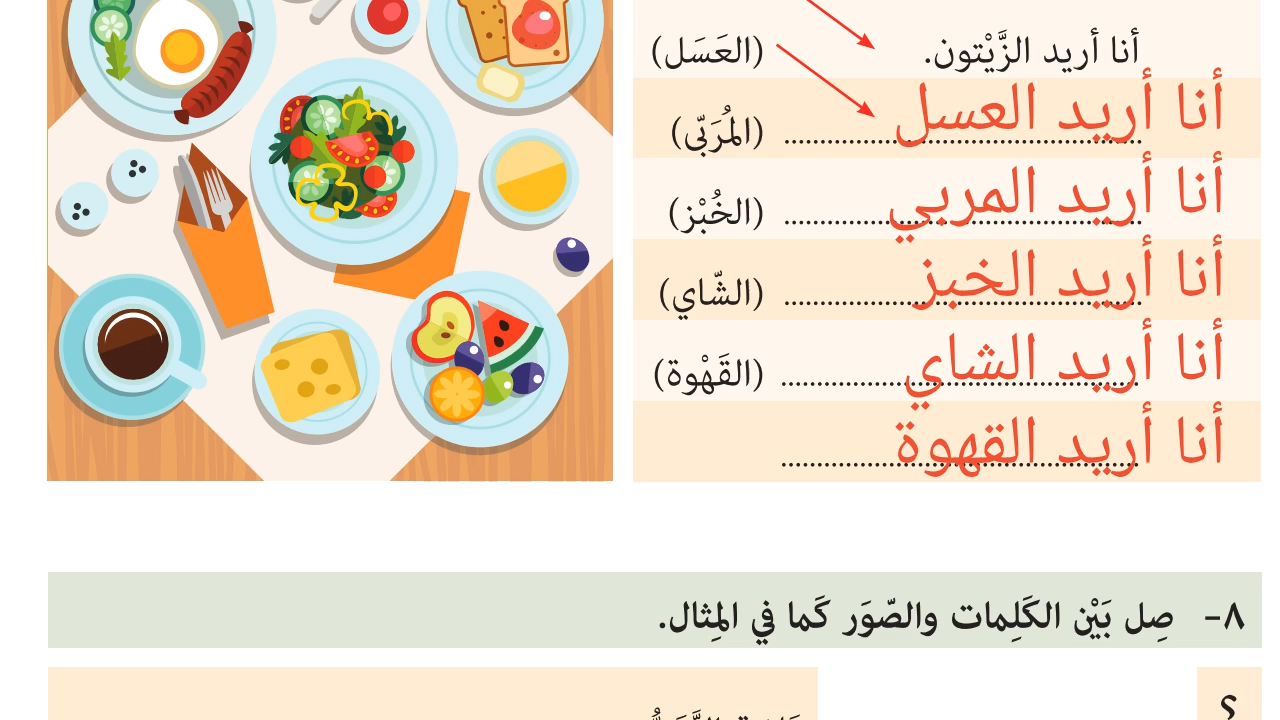 أنا أريد الزَّيْتون. (العَسَل)
أنا أريد العسل (المُرَبّى)
أنا أريد المربي (الخُبْز)
أنا أريد الخبز (الشّاي)
أنا أريد الشاي (القَهْوة)
أنا أريد القهوة
٨- صِل بَيْن الكَلِمات والصّوَر كَما في المِثال.
؟